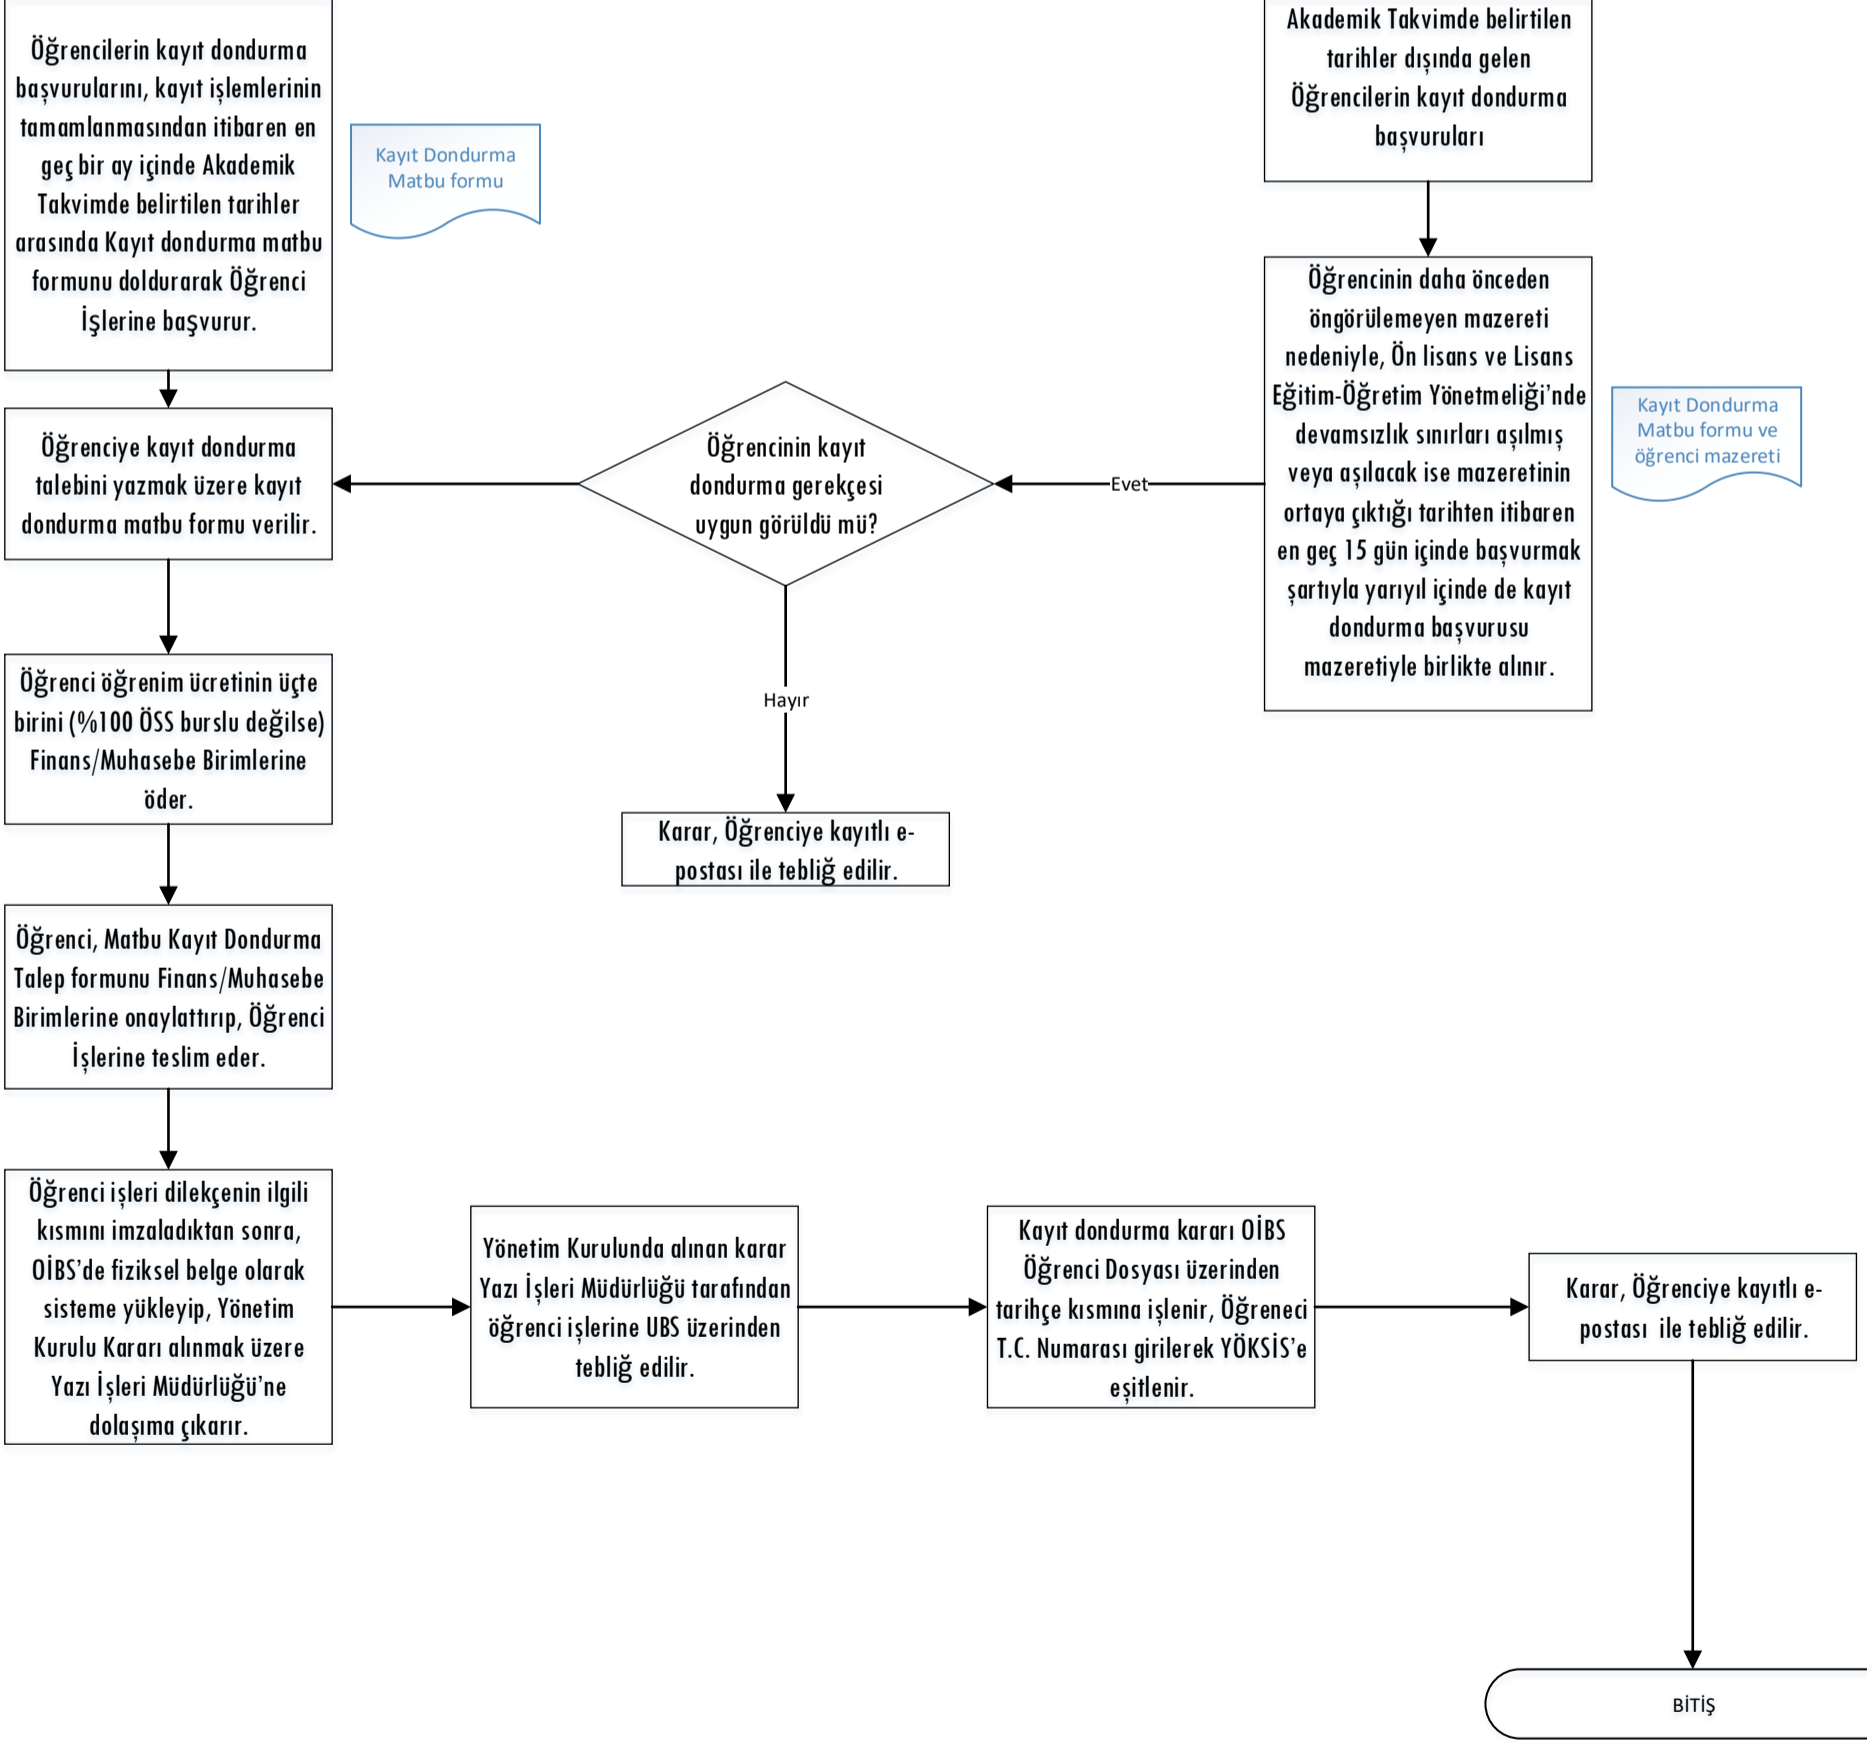 Öğrencilerin kayıt dondurma
başvurularını, kayıt işlemlerinin
tamamlanmasından itibaren en
geç bir ay içinde Akademik
Takvimde belirtilen tarihler
arasında Kayıt dondurma matbu
formunu doldurarak Öğrenci
İşlerine başvurur.
Kayıt Dondurma
Matbu formu
Akademik Takvimde belirtilen
tarihler dışında gelen
Öğrencilerin kayıt dondurma
başvuruları
Öğrencinin daha önceden
öngörülemeyen mazereti
nedeniyle, Ön lisans ve Lisans
Eğitim-Öğretim Yönetmeliği’nde
devamsızlık sınırları aşılmış
veya aşılacak ise mazeretinin
ortaya çıktığı tarihten itibaren
en geç 15 gün içinde başvurmak
şartıyla yarıyıl içinde de kayıt
dondurma başvurusu
mazeretiyle birlikte alınır.
Kayıt Dondurma
Matbu formu ve
öğrenci mazereti
Evet
Öğrencinin kayıt
dondurma gerekçesi
uygun görüldü mü?
Hayır
Karar, Öğrenciye kayıtlı e-
postası ile tebliğ edilir.
Öğrenciye kayıt dondurma
talebini yazmak üzere kayıt
dondurma matbu formu verilir.
Öğrenci öğrenim ücretinin üçte
birini (%100 ÖSS burslu değilse)
Finans/Muhasebe Birimlerine
öder.
Öğrenci, Matbu Kayıt Dondurma
Talep formunu Finans/Muhasebe
Birimlerine onaylattırıp, Öğrenci
İşlerine teslim eder.
Öğrenci işleri dilekçenin ilgili
kısmını imzaladıktan sonra,
OİBS’de fiziksel belge olarak
sisteme yükleyip, Yönetim
Kurulu Kararı alınmak üzere
Yazı İşleri Müdürlüğü’ne
dolaşıma çıkarır.
Yönetim Kurulunda alınan karar
Yazı İşleri Müdürlüğü tarafından
öğrenci işlerine UBS üzerinden
tebliğ edilir.
Kayıt dondurma kararı OİBS
Öğrenci Dosyası üzerinden
tarihçe kısmına işlenir, Öğreneci
T.C. Numarası girilerek YÖKSİS’e
eşitlenir.
Karar, Öğrenciye kayıtlı e-
postası ile tebliğ edilir.
BİTİŞ